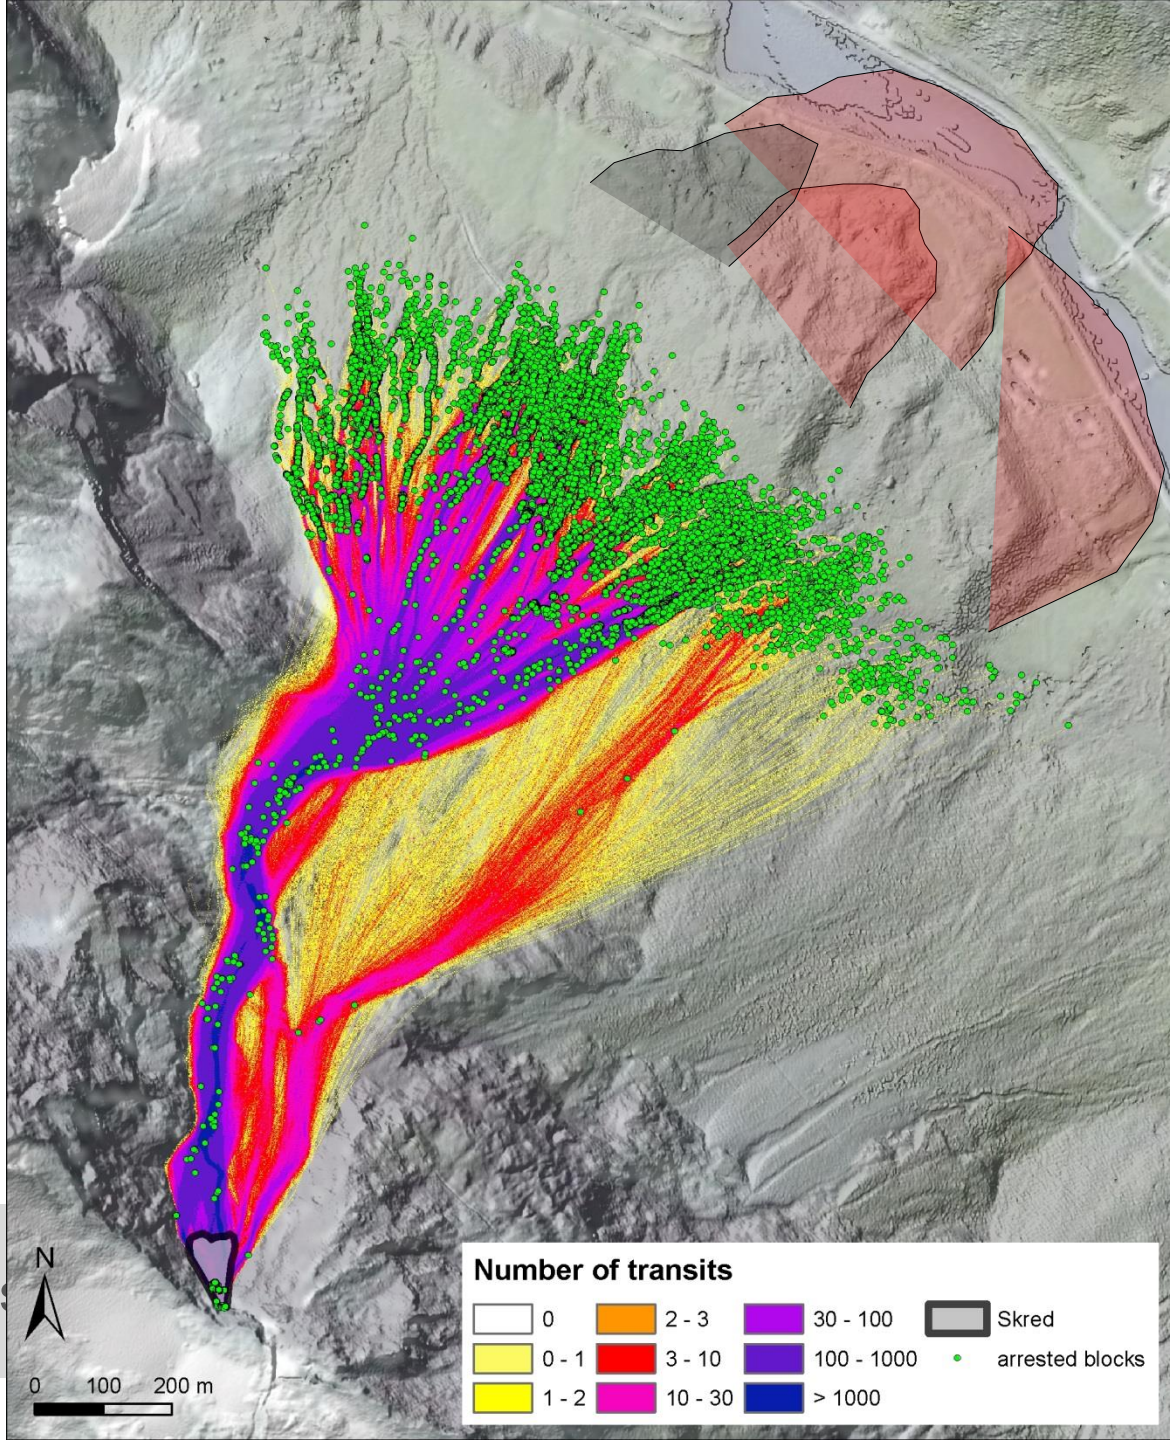 N
0 100 200 m
Number of transits
0 2 - 3 30 - 100 Skred
0 - 1 3 - 10 100 - 1000 arrested blocks
1 - 2 10 - 30 > 1000